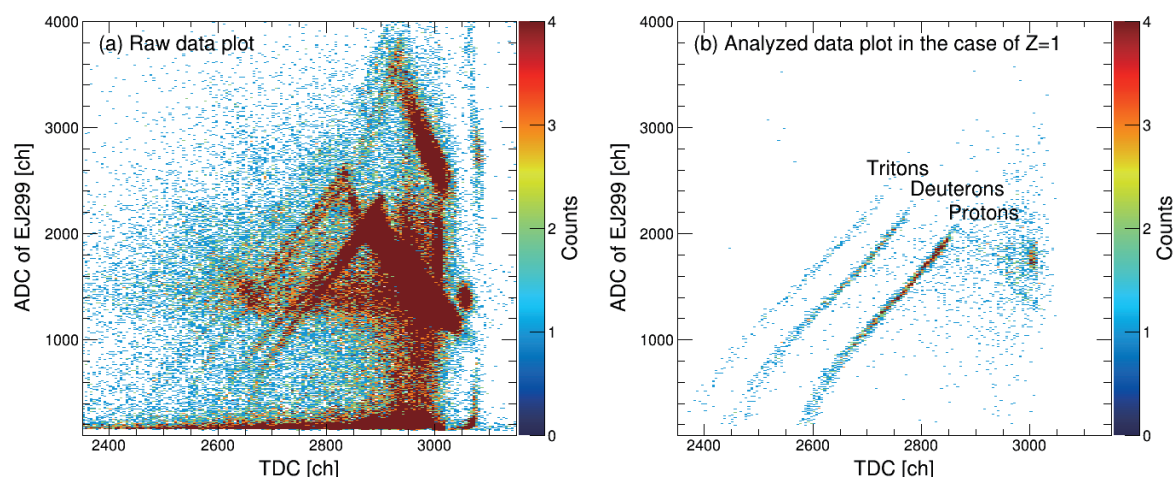 (a) Raw data plot
ADC of EJ299 [ch]
4000
3000
2000
1000
2400 2600 2800 3000
TDC [ch]
4
3
2
1
0
Counts
(b) Analyzed data plot in the case of Z=1
ADC of EJ299 [ch]
4000
3000
2000
1000
Tritons
Deuterons
Protons
2400 2600 2800 3000
TDC [ch]
4
3
2
1
0
Counts